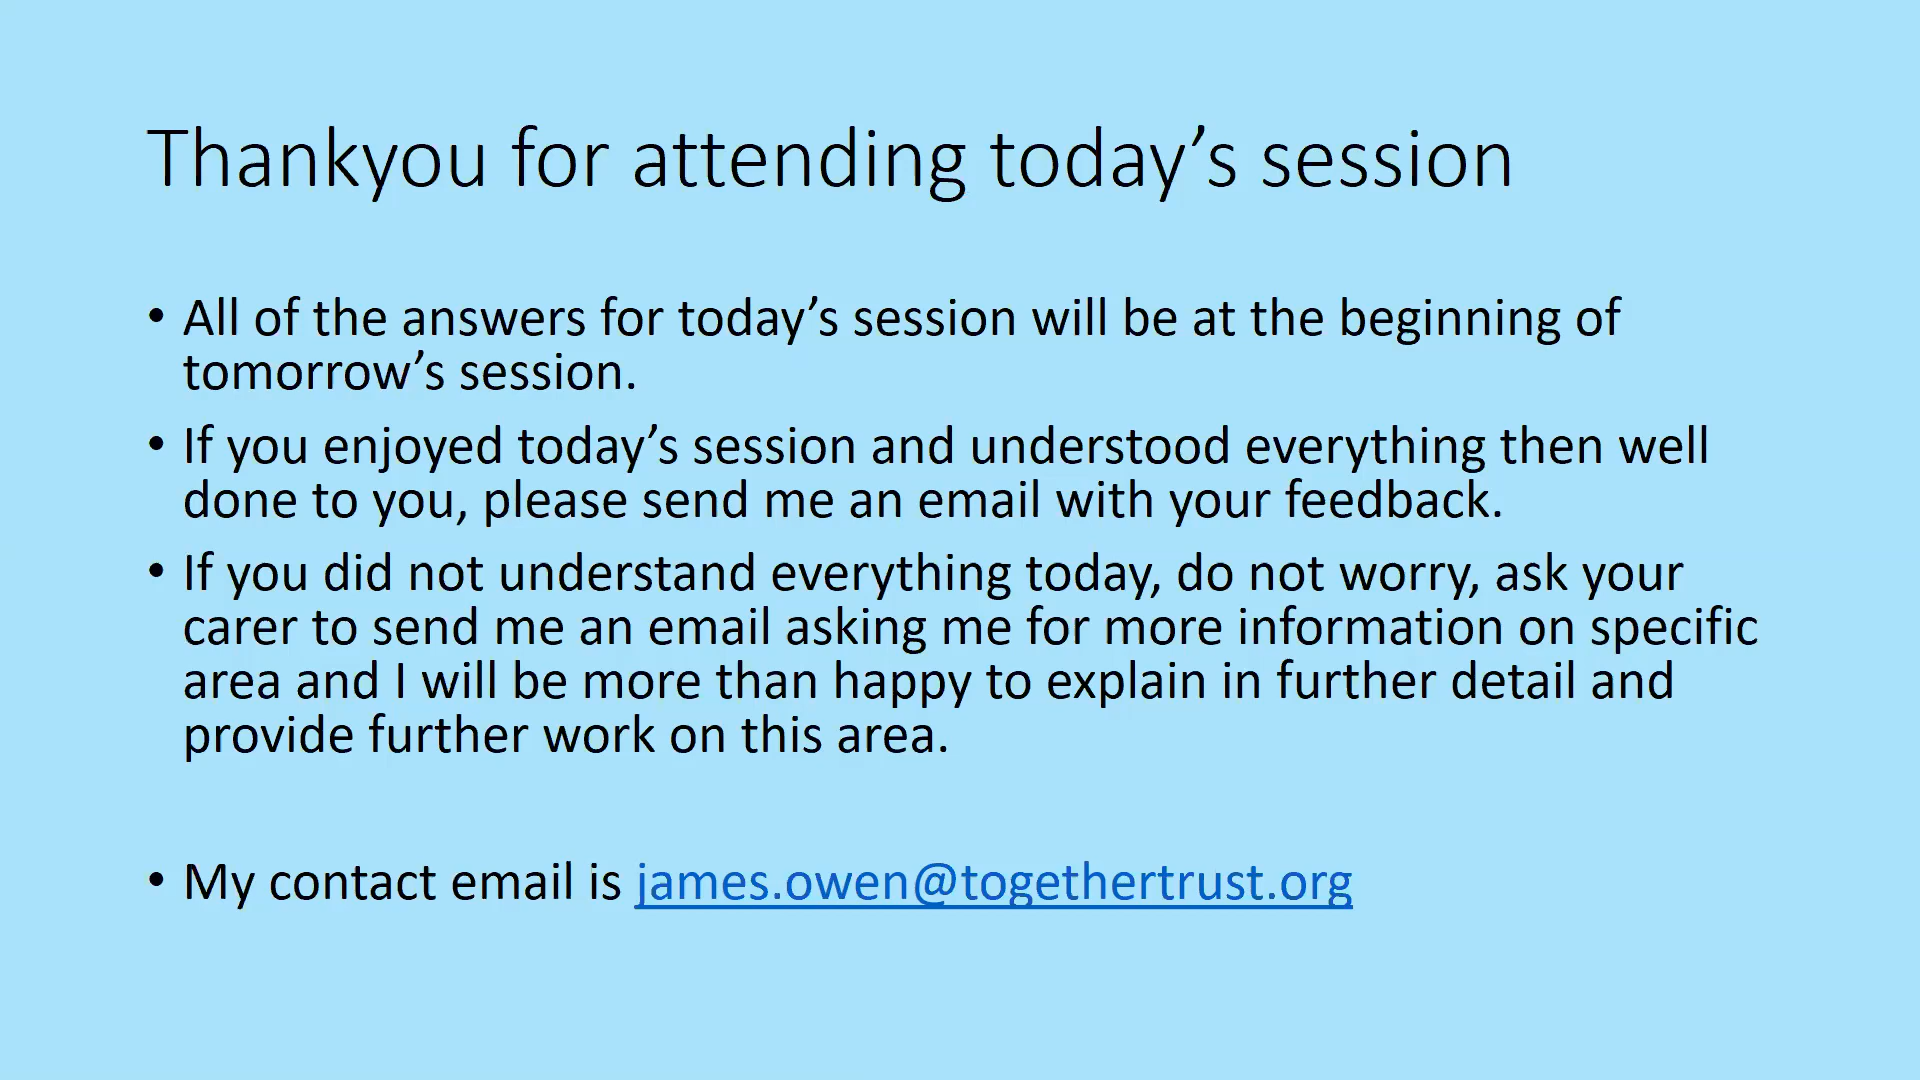 Thankyou for attending today’s session
• All of the answers for today’s session will be at the beginning of
tomorrow’s session.
• If you enjoyed today’s session and understood everything then well
done to you, please send me an email with your feedback.
• If you did not understand everything today, do not worry, ask your
carer to send me an email asking me for more information on specific
area and I will be more than happy to explain in further detail and
provide further work on this area.
• My contact email is james.owen@togethertrust.org